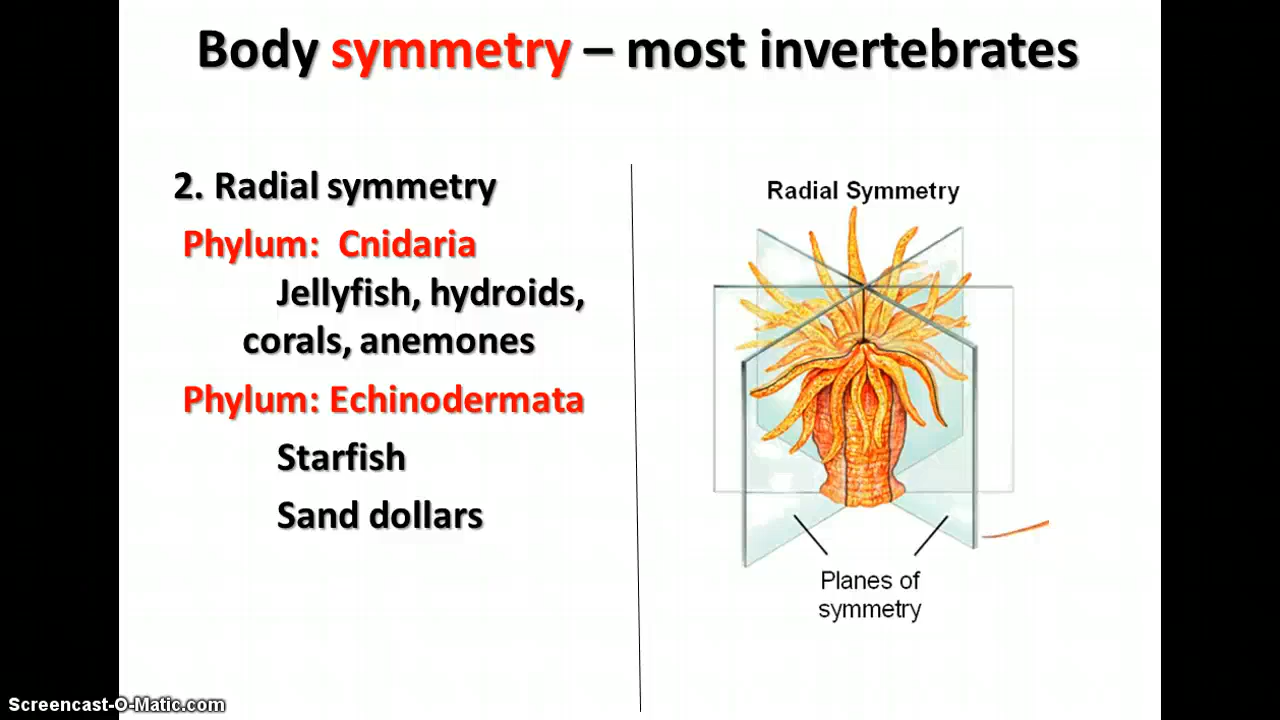 Body symmetry – most invertebrates
2. Radial symmetry
Phylum: Cnidaria
Jellyfish, hydroids,
corals, anemones
Phylum: Echinodermata
Starfish
Sand dollars
Radial Symmetry
Planes of
symmetry
Screencast-O-Matic.com